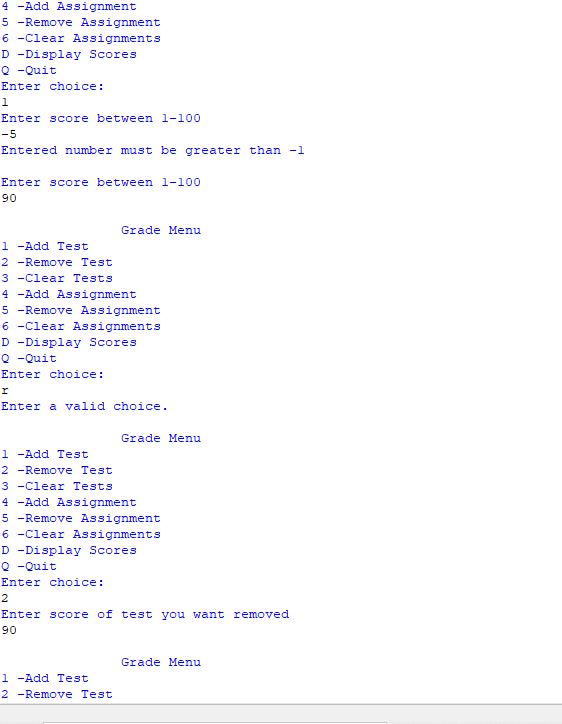 4 -Add Assignment
5 -Remove Assignment
6 -Clear Assignments
D -Display Scores
Q -Quit
Enter choice:
1
Enter score between 1-100
-5
Entered number must be greater than -1
Enter score between 1-100
90
Grade Menu
1 -Add Test
2 -Remove Test
3 -Clear Tests
4 -Add Assignment
5 -Remove Assignment
6 -Clear Assignments
D -Display Scores
Q -Quit
Enter choice:
r
Enter a valid choice.
Grade Menu
1 -Add Test
2 -Remove Test
3 -Clear Tests
4 -Add Assignment
5 -Remove Assignment
6 -Clear Assignments
D -Display Scores
Q -Quit
Enter choice:
2
Enter score of test you want removed
90
Grade Menu
1 -Add Test
2 -Remove Test